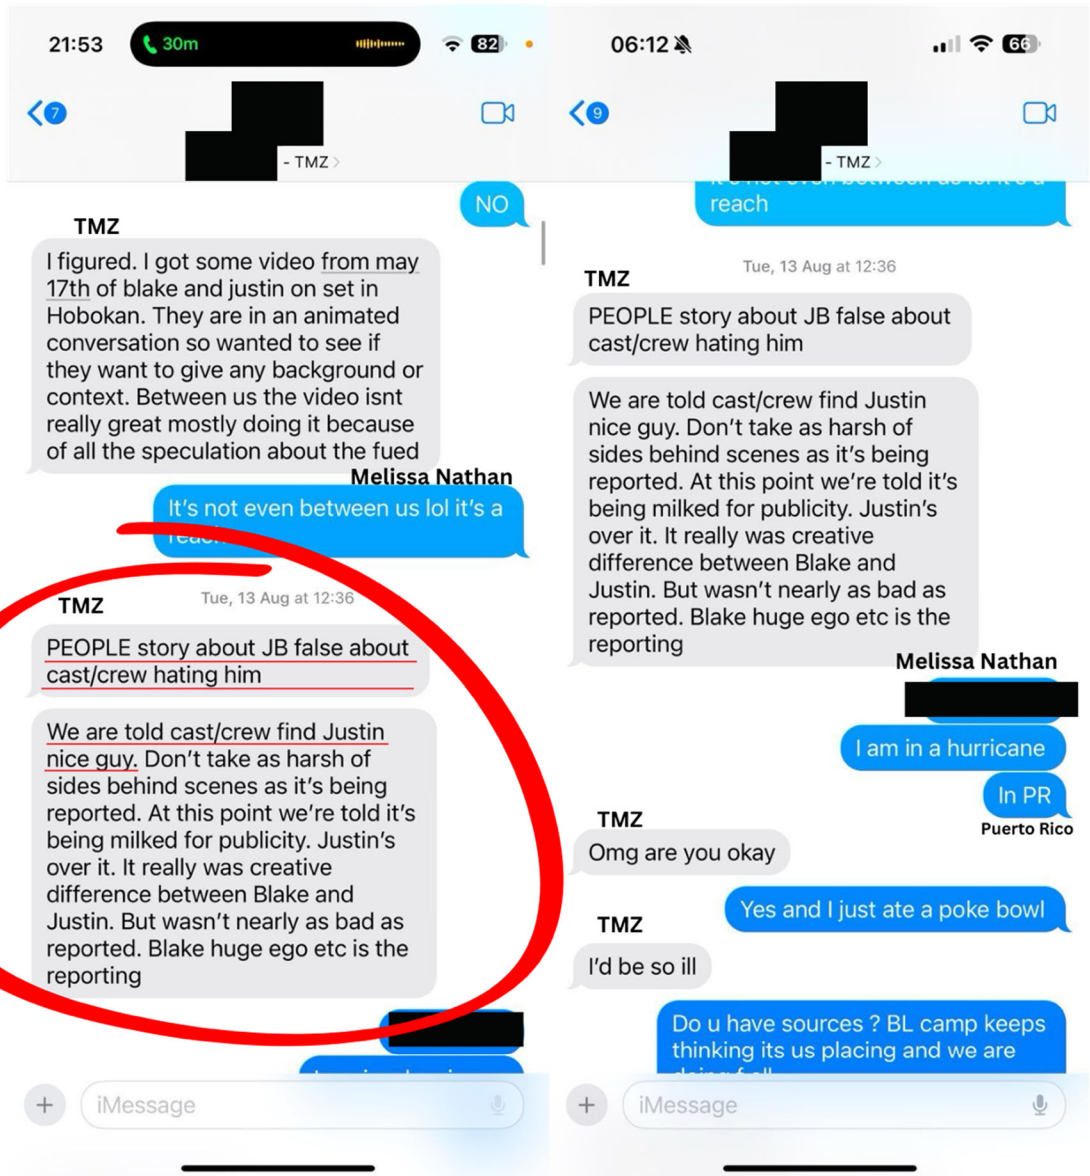 21:53
30m
82
7
- TMZ
NO
TMZ
I figured. I got some video from may
17th of blake and justin on set in
Hobokan. They are in an animated
conversation so wanted to see if
they want to give any background or
context. Between us the video isnt
really great mostly doing it because
of all the speculation about the fued
Melissa Nathan
It's not even between us lol it's a
reach
Tue, 13 Aug at 12:36
TMZ
PEOPLE story about JB false about
cast/crew hating him
We are told cast/crew find Justin
nice guy. Don't take as harsh of
sides behind scenes as it's being
reported. At this point we're told it's
being milked for publicity. Justin's
over it. It really was creative
difference between Blake and
Justin. But wasn't nearly as bad as
reported. Blake huge ego etc is the
reporting
iMessage
06:12
66
9
- TMZ
it's not even between us lol it's a
reach
Tue, 13 Aug at 12:36
TMZ
PEOPLE story about JB false about
cast/crew hating him
We are told cast/crew find Justin
nice guy. Don't take as harsh of
sides behind scenes as it's being
reported. At this point we're told it's
being milked for publicity. Justin's
over it. It really was creative
difference between Blake and
Justin. But wasn't nearly as bad as
reported. Blake huge ego etc is the
reporting
Melissa Nathan
I am in a hurricane
In PR
Puerto Rico
TMZ
Omg are you okay
Yes and I just ate a poke bowl
TMZ
I'd be so ill
Do u have sources ? BL camp keeps
thinking its us placing and we are
iMessage